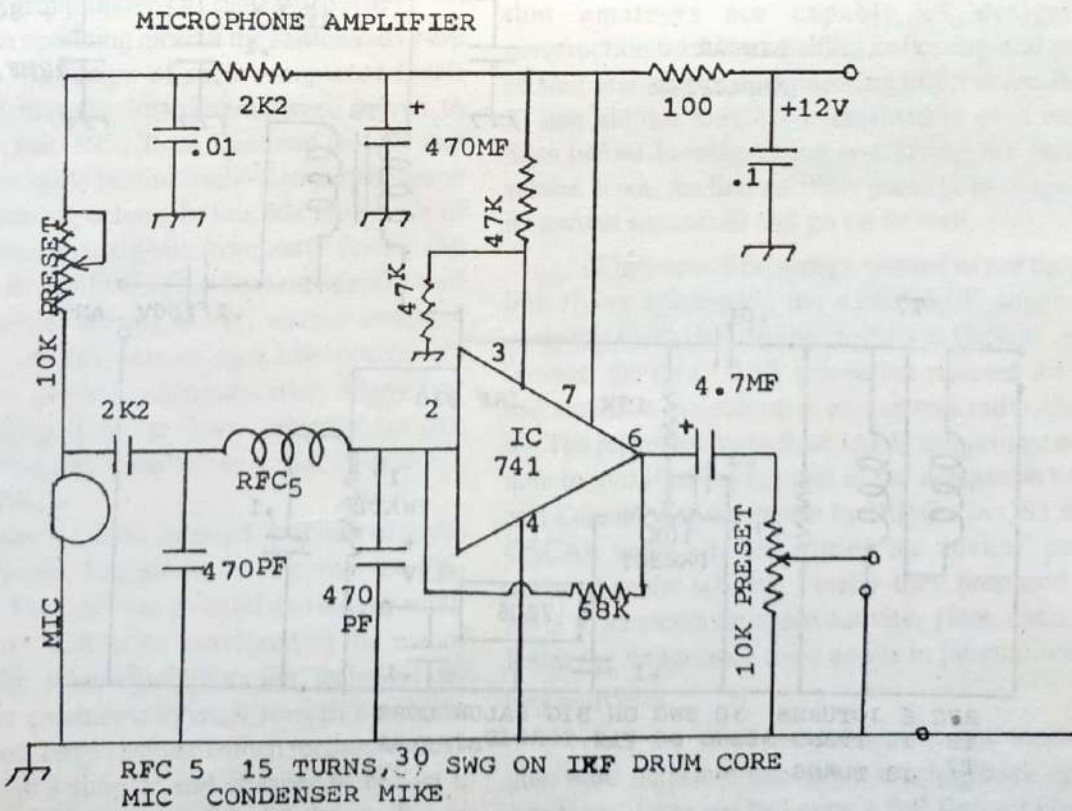 MICROPHONE AMPLIFIER
2K2
+
470MF
.01
100
+12V
.1
10K PRESET
47K
47K
3
7
4.7MF
2K2
2
6
+
RFC5
IC
741
4
470PF
470
PF
68K
MIC
10K PRESET
RFC 5 15 TURNS, 30 SWG ON IKF DRUM CORE
MIC CONDENSER MIKE.